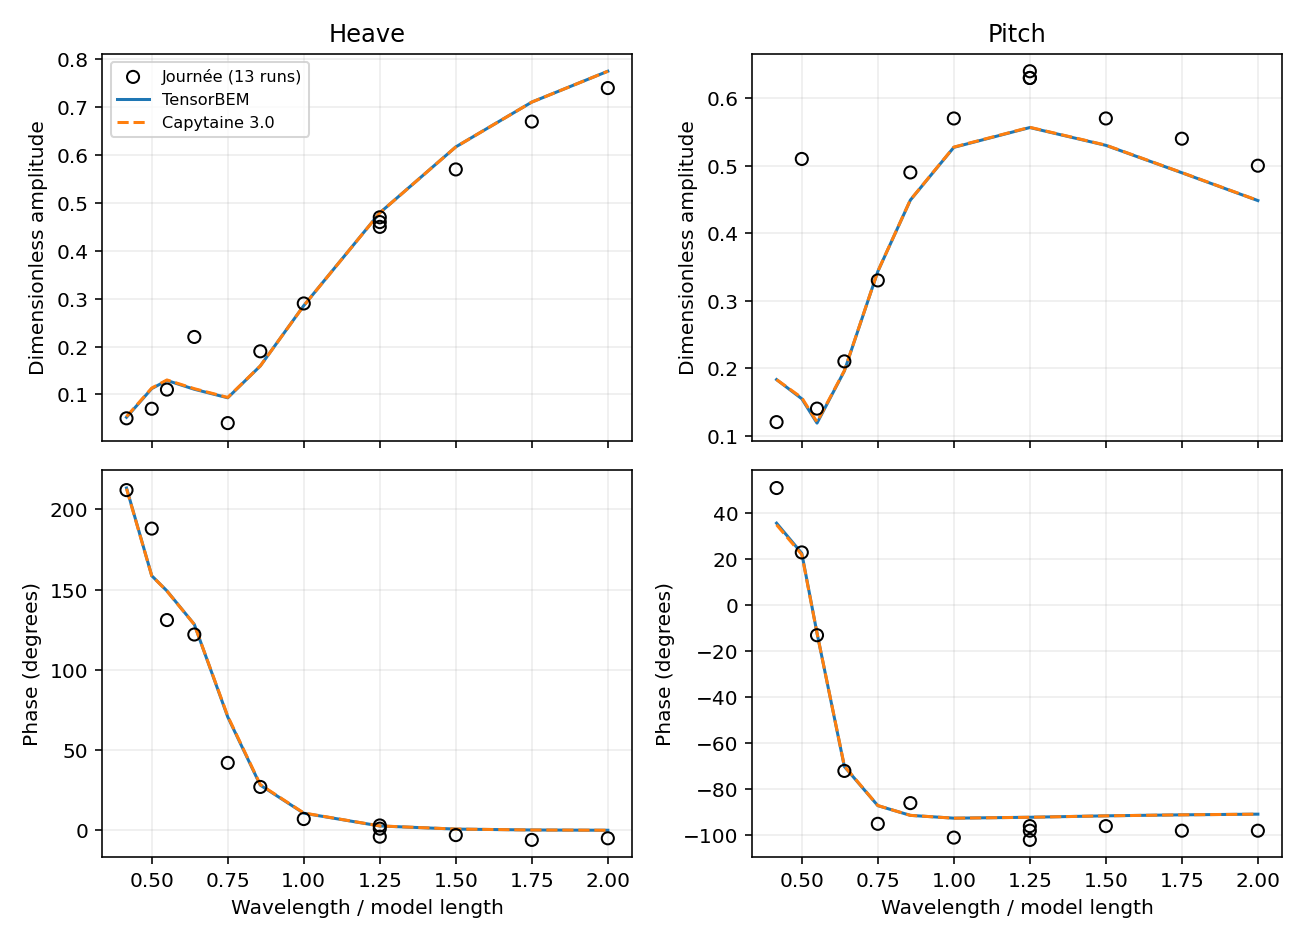 Heave
Pitch
Dimensionless amplitude
0.8
0.7
0.6
0.5
0.4
0.3
0.2
0.1
Journée (13 runs)
TensorBEM
Capytaine 3.0
Dimensionless amplitude
0.6
0.5
0.4
0.3
0.2
0.1
Phase (degrees)
200
150
100
50
0
0.50 0.75 1.00 1.25 1.50 1.75 2.00
Wavelength / model length
Phase (degrees)
40
20
0
−20
−40
−60
−80
−100
0.50 0.75 1.00 1.25 1.50 1.75 2.00
Wavelength / model length